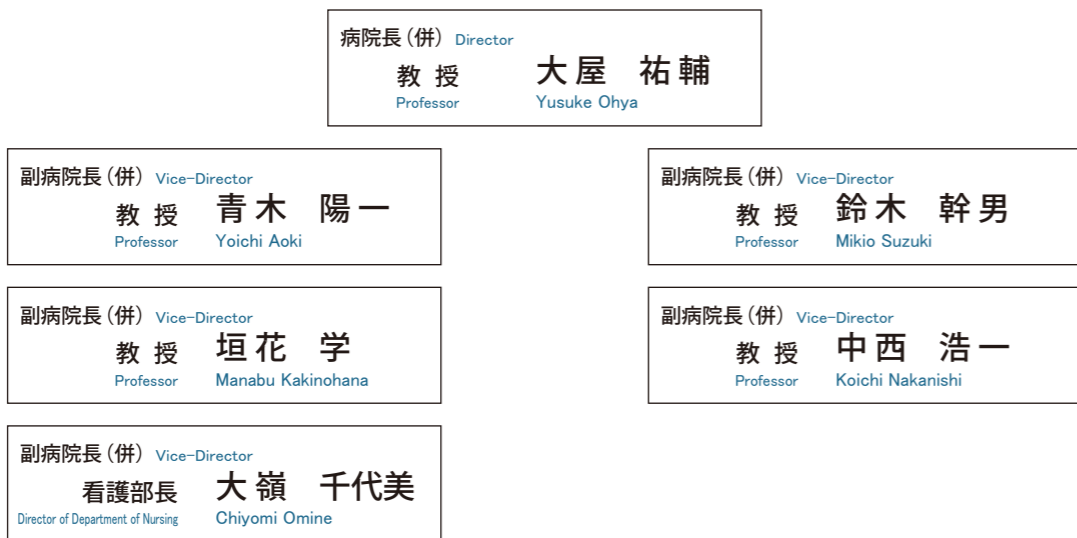 病院長（併） Director
教 授 大屋 祐輔
Professor Yusuke Ohya
副病院長（併） Vice-Director
教 授 青木 陽一
Professor Yoichi Aoki
副病院長（併） Vice-Director
教 授 鈴木 幹男
Professor Mikio Suzuki
副病院長（併） Vice-Director
教 授 垣花 学
Professor Manabu Kakinohana
副病院長（併） Vice-Director
教 授 中西 浩一
Professor Koichi Nakanishi
副病院長（併） Vice-Director
看護部長 大嶺 千代美
Director of Department of Nursing Chiyomi Omine